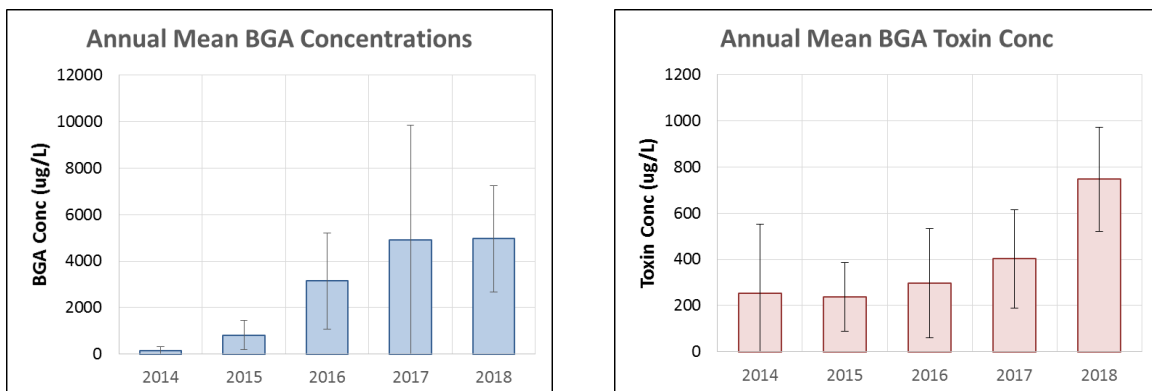 Annual Mean BGA Concentrations
BGA Conc (ug/L)
12000
10000
8000
6000
4000
2000
0
2014 2015 2016 2017 2018
Annual Mean BGA Toxin Conc
Toxin Conc (ug/L)
1200
1000
800
600
400
200
0
2014 2015 2016 2017 2018